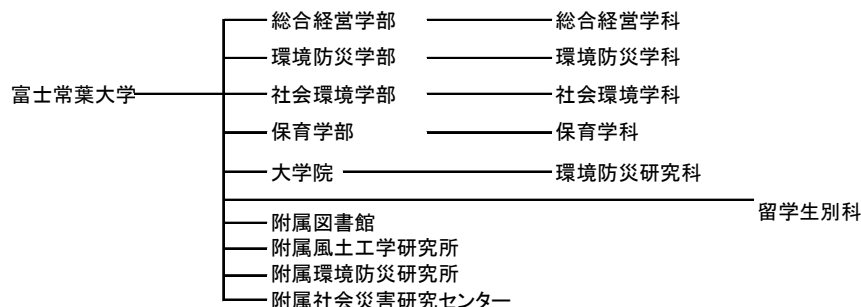 総合経営学部 総合経営学科
環境防災学部 環境防災学科
富士常葉大学 社会環境学部 社会環境学科
保育学部 保育学科
大学院 環境防災研究科
留学生別科
附属図書館
附属風土工学研究所
附属環境防災研究所
附属社会災害研究センター